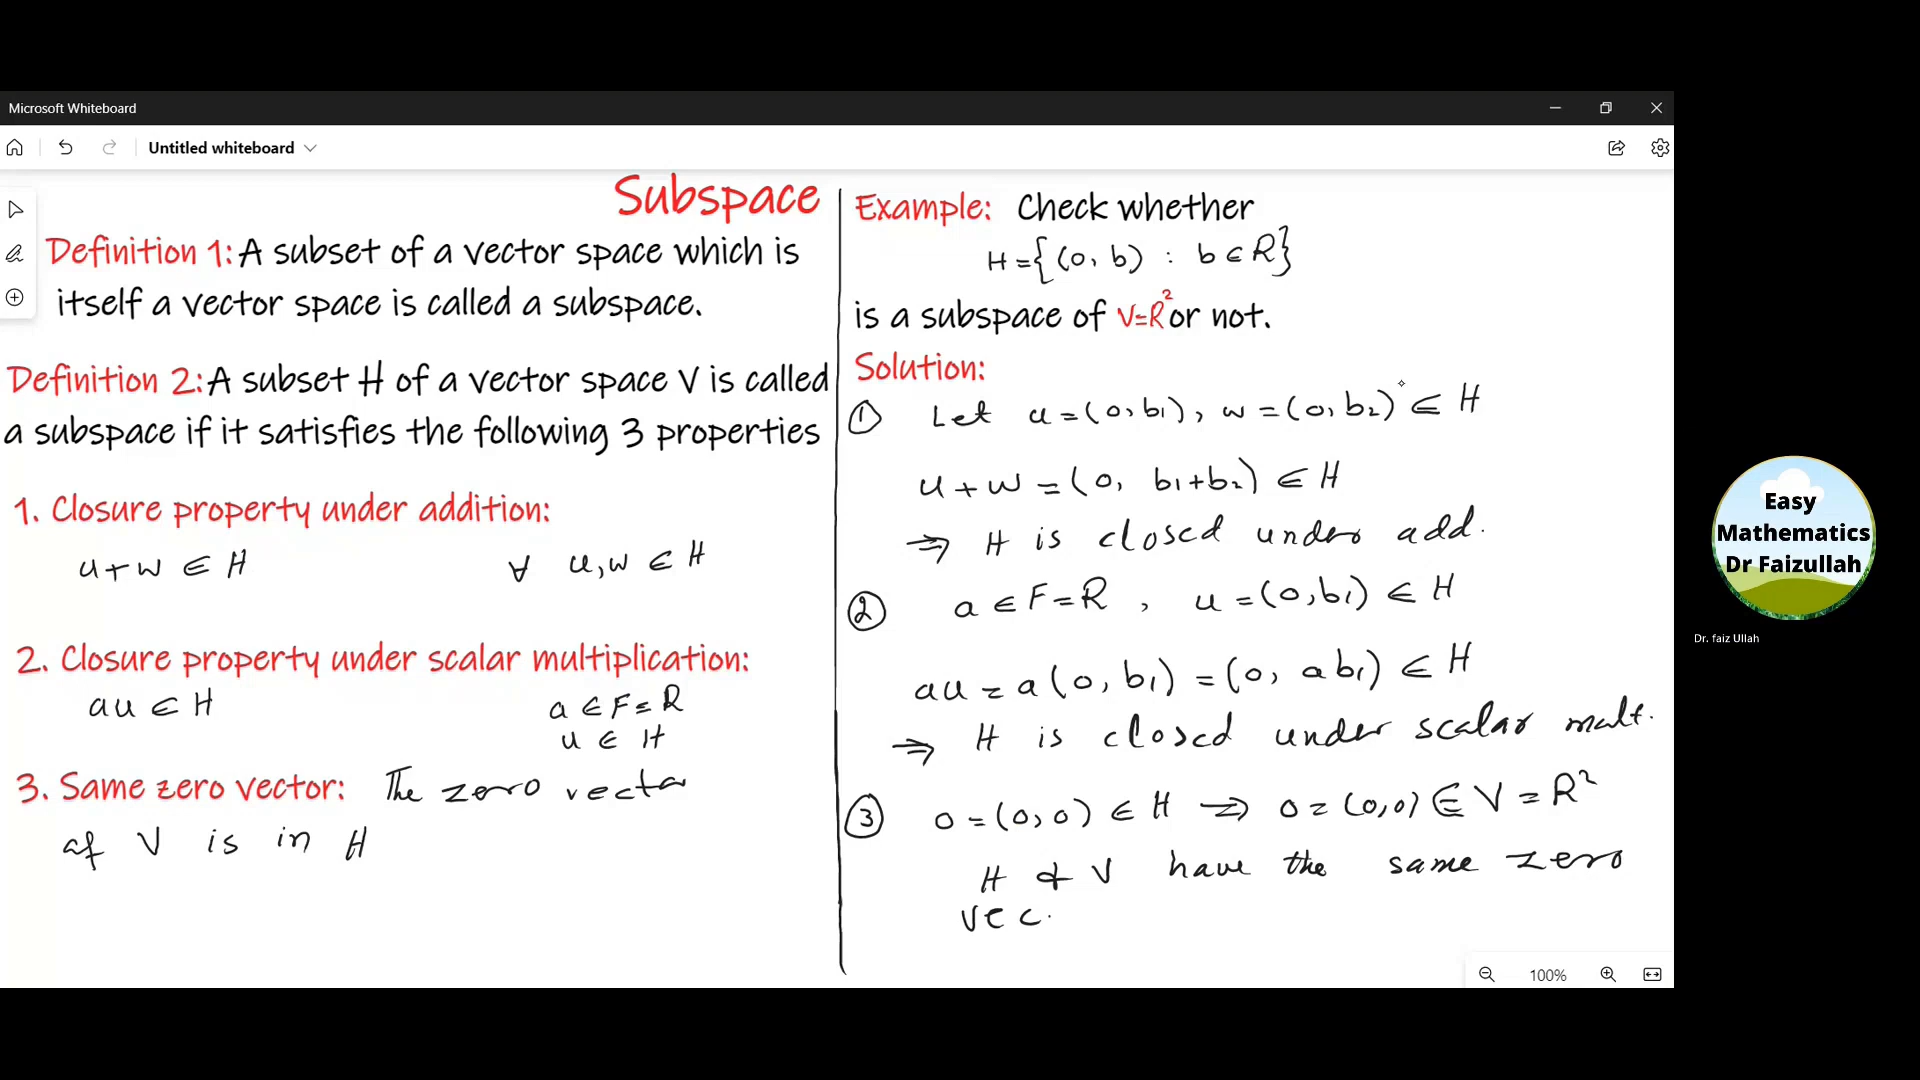 Microsoft Whiteboard
Untitled whiteboard
Subspace
Definition 1: A subset of a vector space which is
itself a vector space is called a subspace.
Definition 2: A subset H of a vector space V is called
a subspace if it satisfies the following 3 properties
1. Closure property under addition:
u+w ∈ H ∀ u,w ∈ H
2. Closure property under scalar multiplication:
au ∈ H a ∈ F=R
u ∈ H
3. Same zero vector: The zero vector
of V is in H
Example: Check whether
H={(0, b) : b ∈ R}
is a subspace of V=R² or not.
Solution:
① Let u=(0,b1), w=(0,b2) ∈ H
u+w=(0, b1+b2) ∈ H
⇒ H is closed under add.
② a ∈ F=R , u=(0,b1) ∈ H
au = a(0,b1) = (0, ab1) ∈ H
⇒ H is closed under scalar mult.
③ 0=(0,0) ∈ H ⇒ 0=(0,0) ∈ V=R²
H & V have the same zero
vec.
100%
Easy
Mathematics
Dr Faizullah
Dr. faiz Ullah